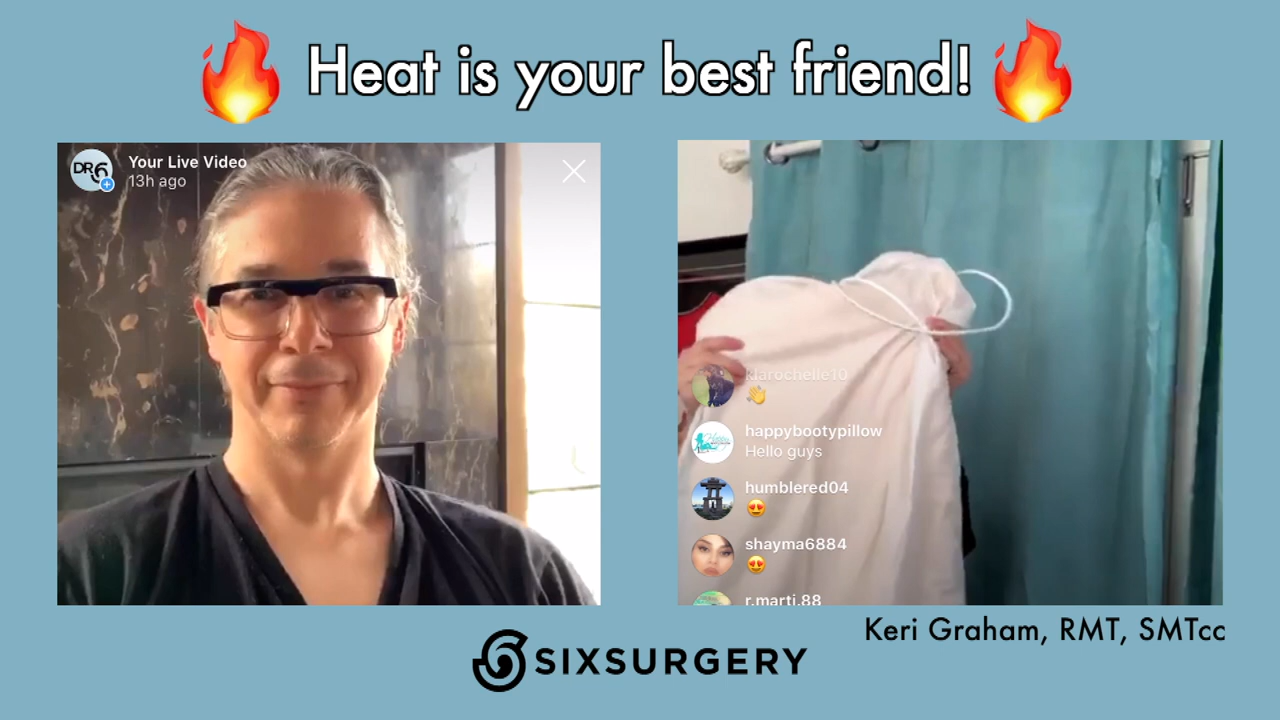 Heat is your best friend!
DR6
Your Live Video
13h ago
klarochelle10
happybootypillow
Hello guys
humblered04
shayma6884
r.marti.88
Keri Graham, RMT, SMTcc
SIXSURGERY